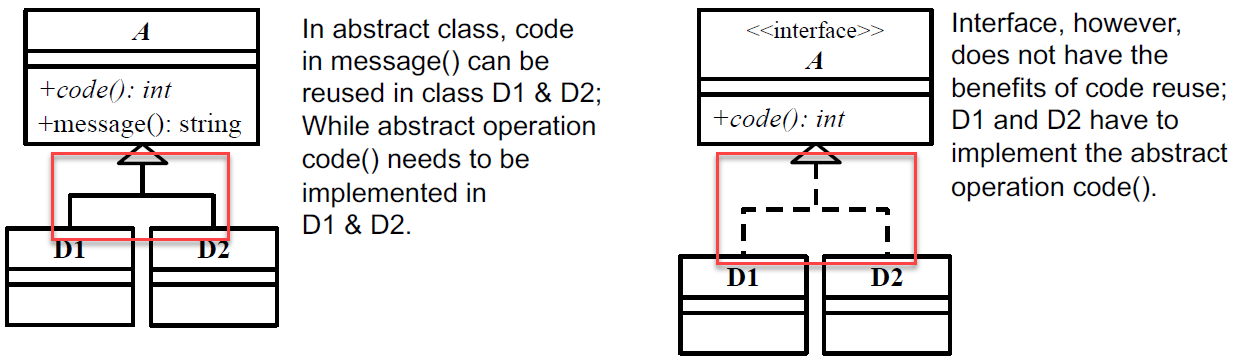 A
+code(): int
+message(): string
D1
D2
In abstract class, code
in message() can be
reused in class D1 & D2;
While abstract operation
code() needs to be
implemented in
D1 & D2.
<<interface>>
A
+code(): int
D1
D2
Interface, however,
does not have the
benefits of code reuse;
D1 and D2 have to
implement the abstract
operation code().